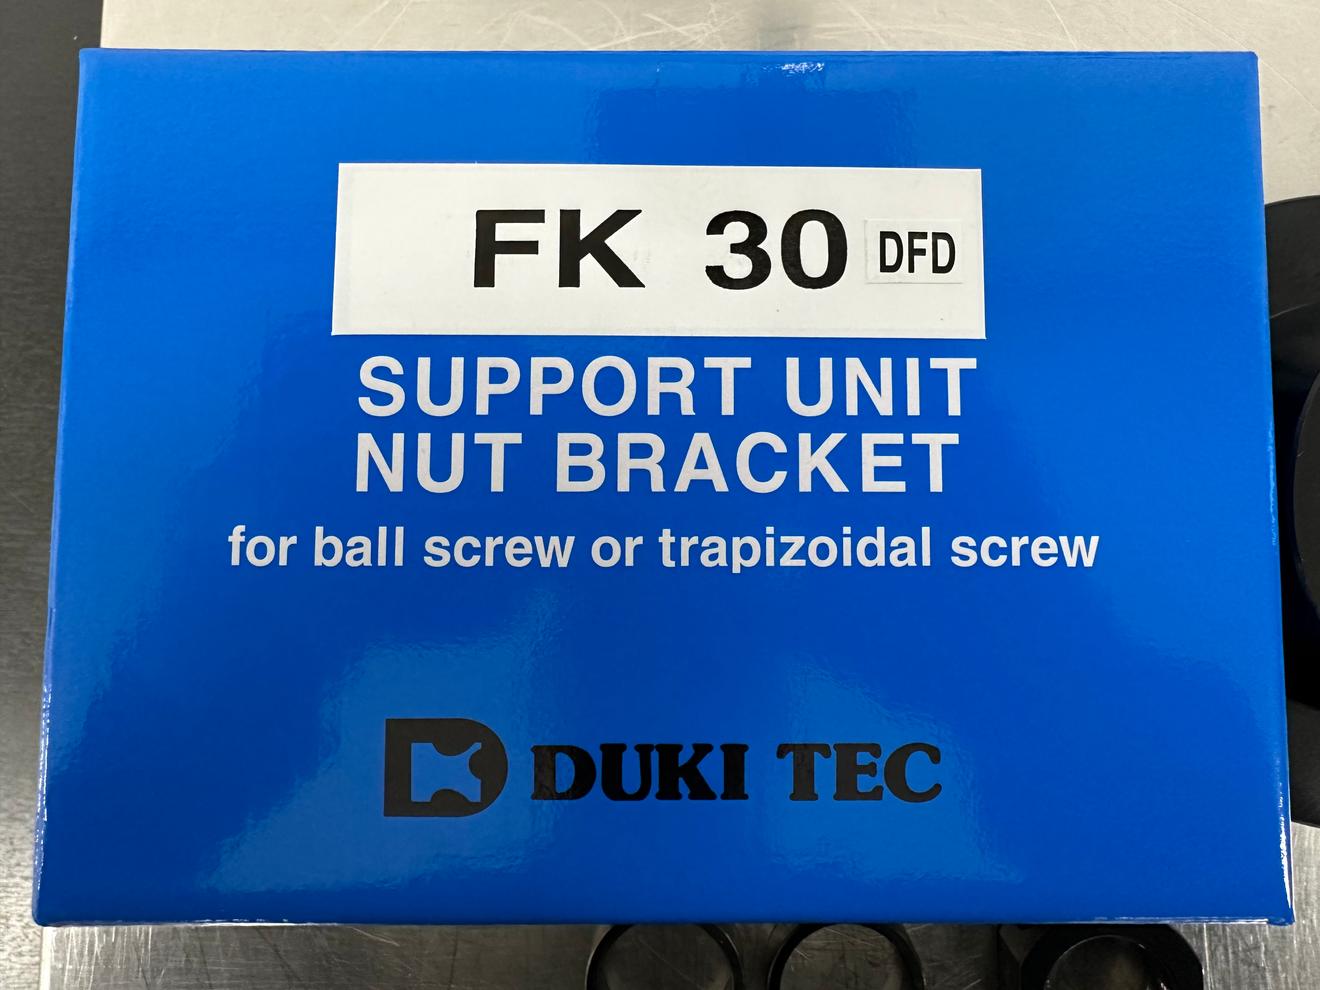 FK 30 DFD
SUPPORT UNIT
NUT BRACKET
for ball screw or trapizoidal screw
DUKI TEC